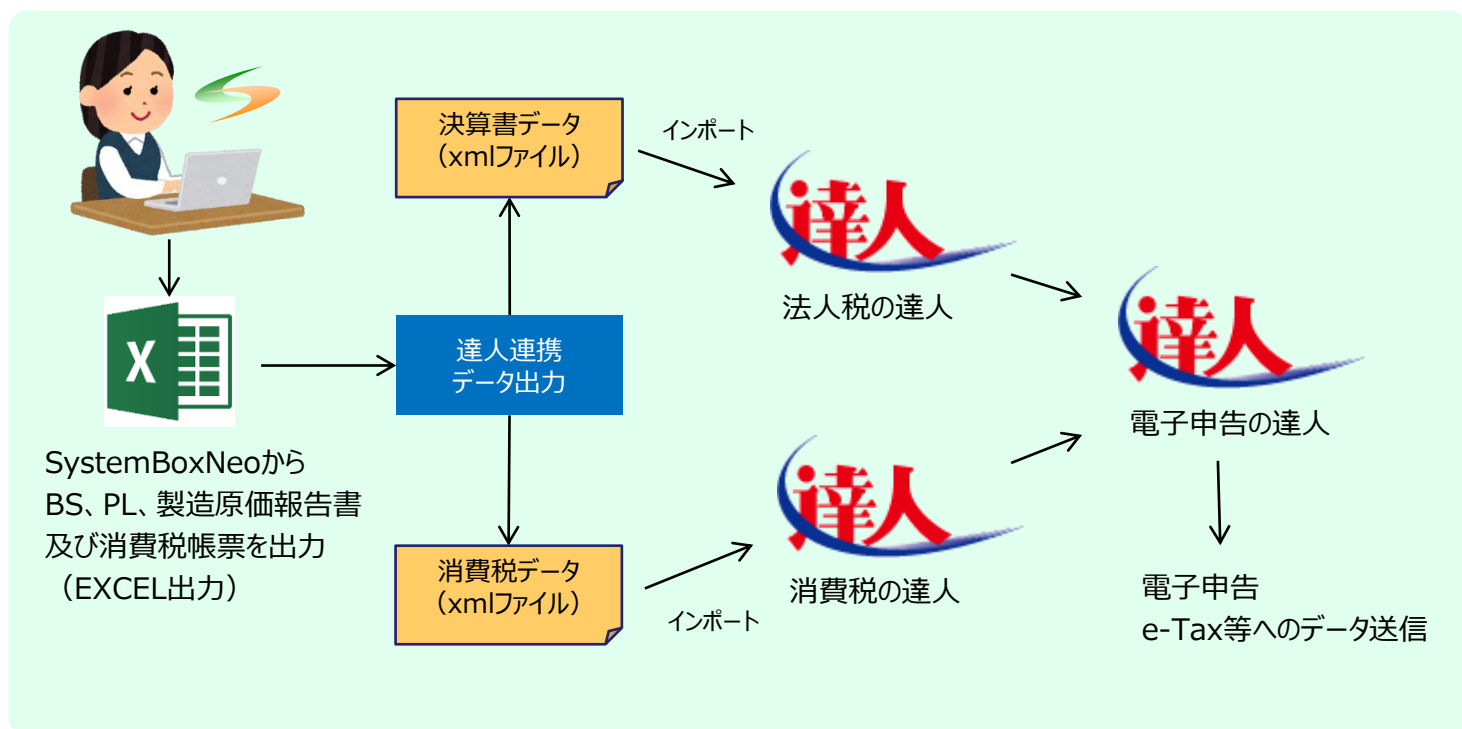 決算書データ
（xmlファイル）
インポート
達人
法人税の達人
X
達人連携
データ出力
達人
電子申告の達人
SystemBoxNeoから
BS、PL、製造原価報告書
及び消費税帳票を出力
（EXCEL出力）
達人
消費税データ
（xmlファイル）
インポート
消費税の達人
電子申告
e-Tax等へのデータ送信